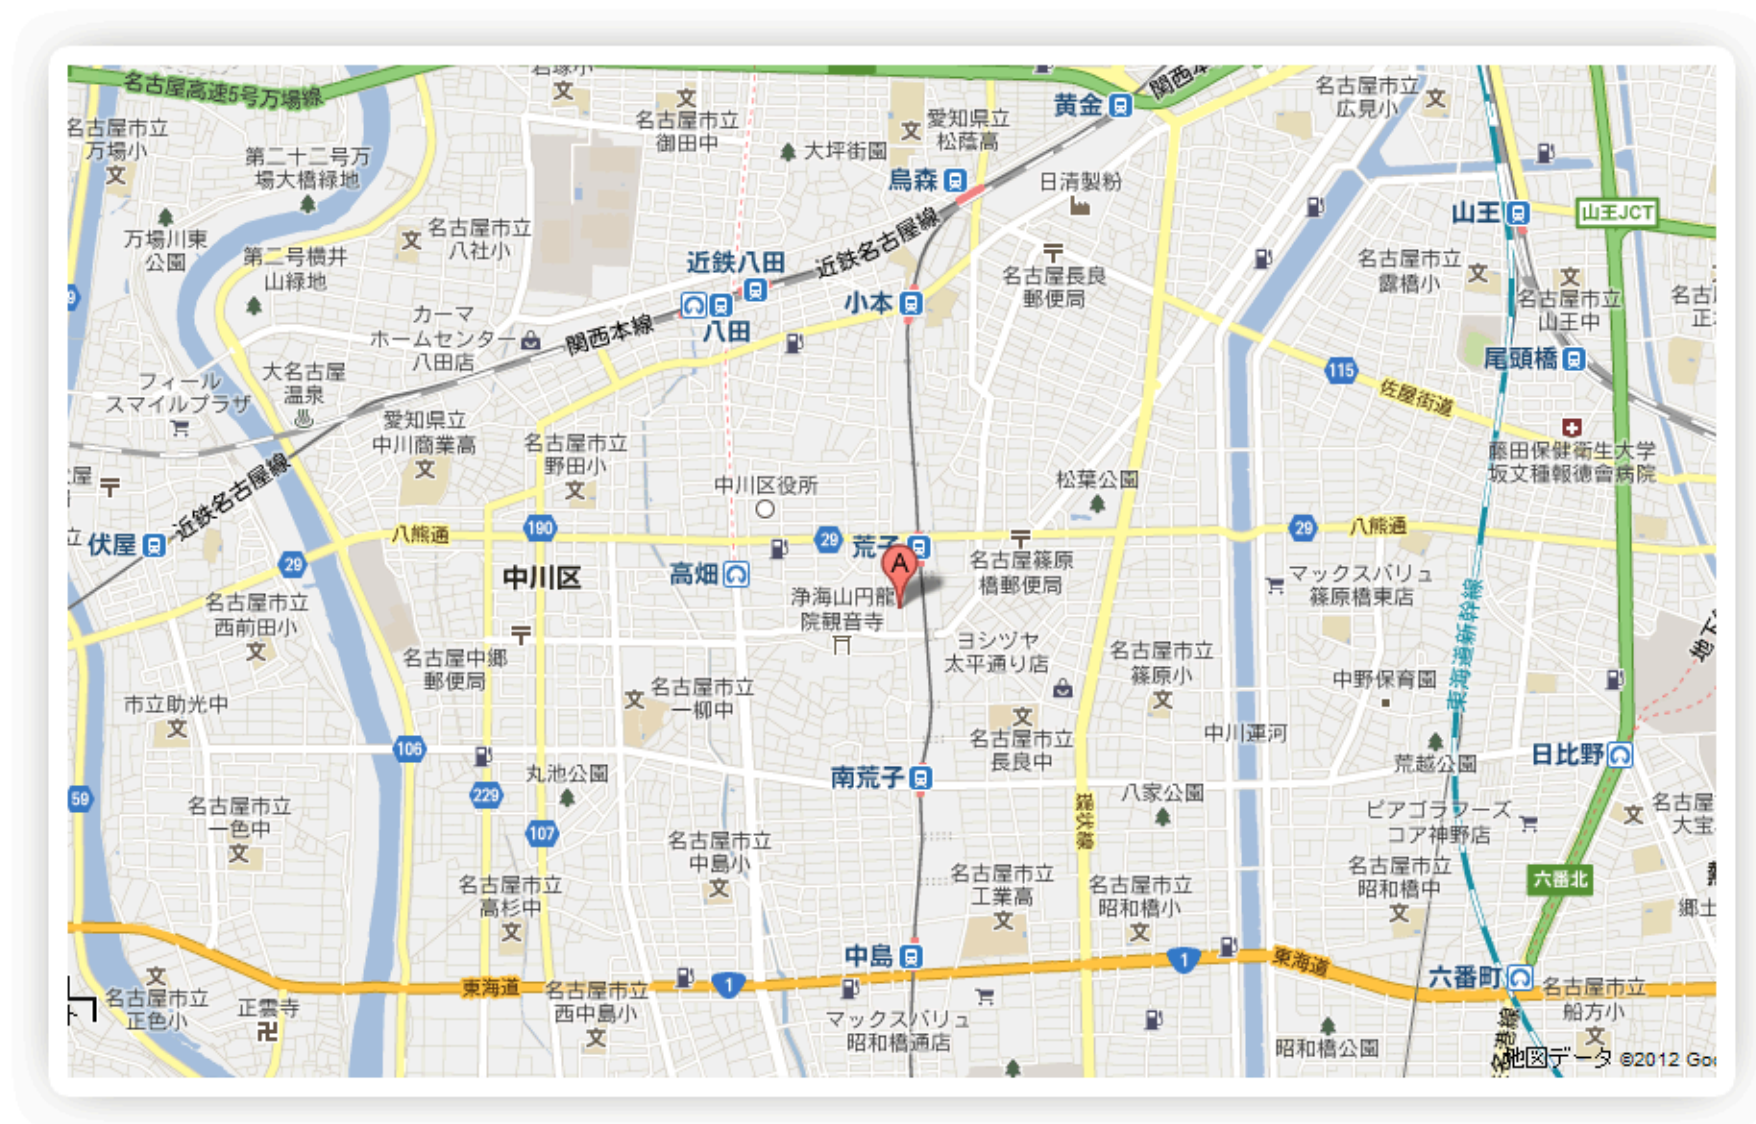 岩塚小
関西本
名古屋市立
広見小
名古屋高速5号万場線
黄金
名古屋市立
御田中
愛知県立
松蔭高
名古屋市立
万場小
第二十二号万
場大橋緑地
大坪街園
烏森
日清製粉
山王
山王JCT
万場川東
公園
名古屋市立
八社小
近鉄名古屋線
第二号横井
山緑地
近鉄八田
名古屋長良
郵便局
名古屋市立
露橋小
名古屋市立
山王中
小本
八田
カーマ
ホームセンター
八田店
関西本線
尾頭橋
115
佐屋街道
フィール
スマイルプラザ
大名古屋
温泉
愛知県立
中川商業高
名古屋市立
野田小
藤田保健衛生大学
坂文種報徳會病院
近鉄名古屋線
中川区役所
松葉公園
伏屋
八熊通
190
29
荒子
29
八熊通
29
中川区
高畑
A
名古屋篠原
橋郵便局
マックスバリュ
篠原橋東店
浄海山円龍
院観音寺
名古屋市立
西前田小
東海道新幹線
ヨシヅヤ
太平通り店
名古屋市立
篠原小
名古屋中郷
郵便局
名古屋市立
一柳中
中野保育園
地下
市立助光中
名古屋市立
長良中
中川運河
106
荒越公園
日比野
丸池公園
南荒子
229
59
八家公園
名古屋市立
一色中
107
環状線
ピアゴラフーズ
コア神野店
名古屋
大宝
名古屋市立
中島小
名古屋市立
高杉中
名古屋市立
工業高
名古屋市立
昭和橋小
名古屋市立
昭和橋中
六番北
郷土
中島
1
東海道
六番町
東海道
1
名古屋市立
正色小
正雲寺
名古屋市立
西中島小
マックスバリュ
昭和橋通店
名古屋市立
船方小
昭和橋公園
名港線
地図データ ©2012 Goo